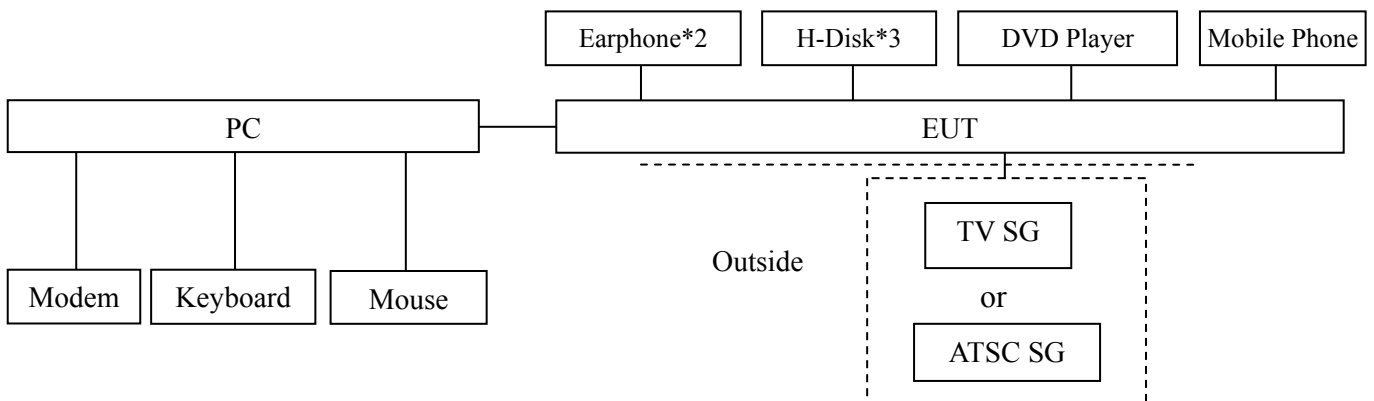 Earphone*2
H-Disk*3
DVD Player
Mobile Phone
PC
EUT
TV SG
Outside
Modem
Keyboard
Mouse
or
ATSC SG